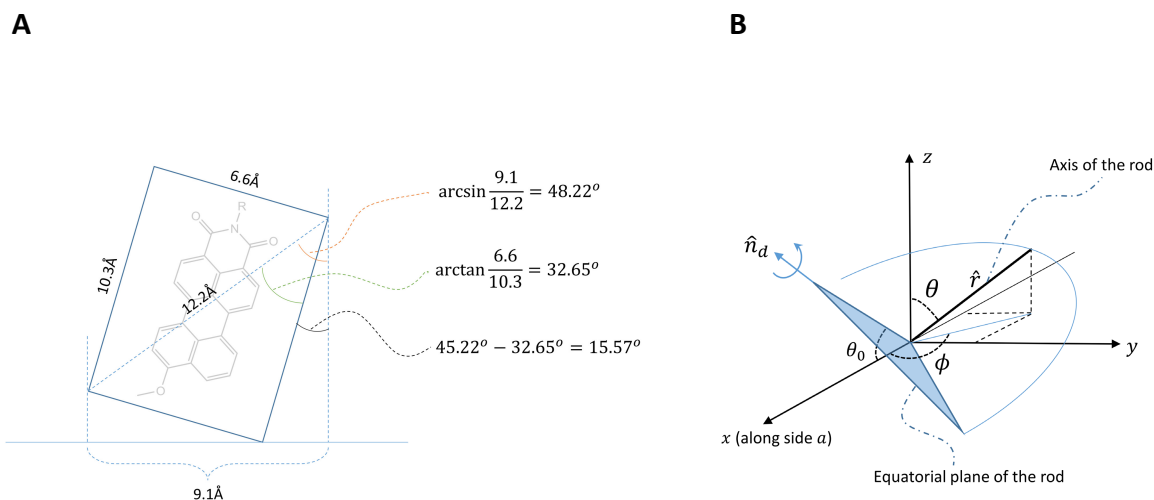 A
6.6Å
10.3Å
12.2Å
R
O
N
O
O
9.1Å
arcsin 9.1/12.2 = 48.22°
arctan 6.6/10.3 = 32.65°
45.22° − 32.65° = 15.57°
B
z
Axis of the rod
n̂_d
θ
r̂
θ₀
ϕ
y
x (along side a)
Equatorial plane of the rod